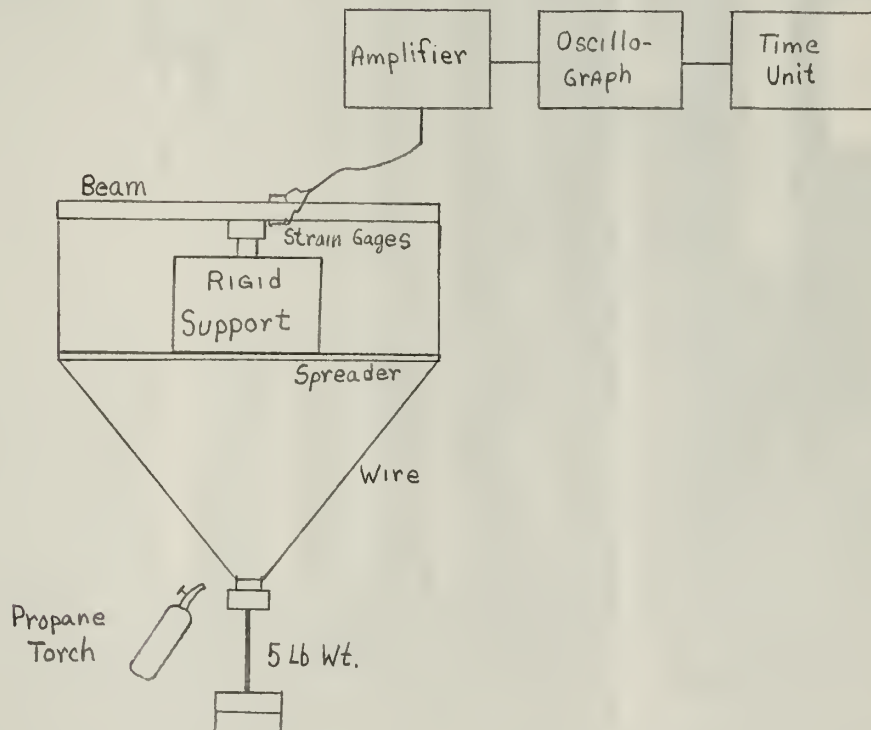 Amplifier
Oscillo-
Graph
Time
Unit
Beam
Strain Gages
Rigid
Support
Spreader
Wire
Propane
Torch
5 Lb Wt.